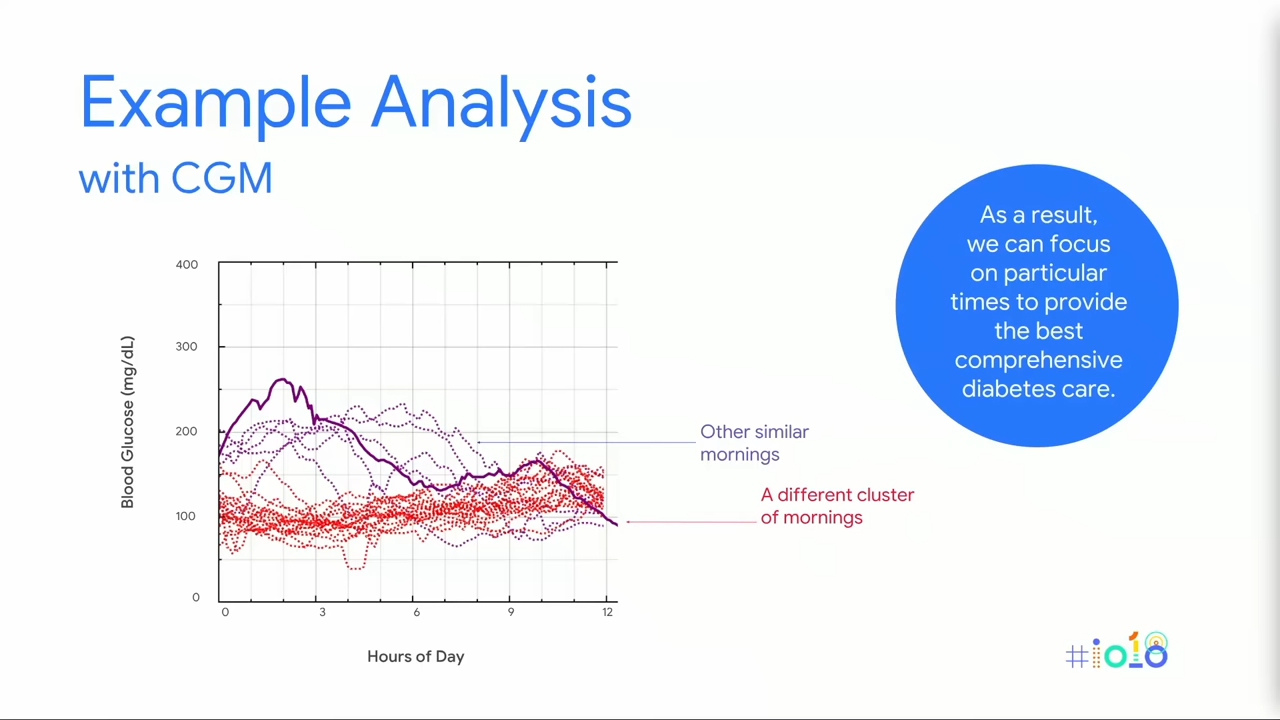 Example Analysis
with CGM
As a result,
we can focus
on particular
times to provide
the best
comprehensive
diabetes care.
400
300
200
100
0
Blood Glucose (mg/dL)
0
3
6
9
12
Hours of Day
Other similar
mornings
A different cluster
of mornings
#io18